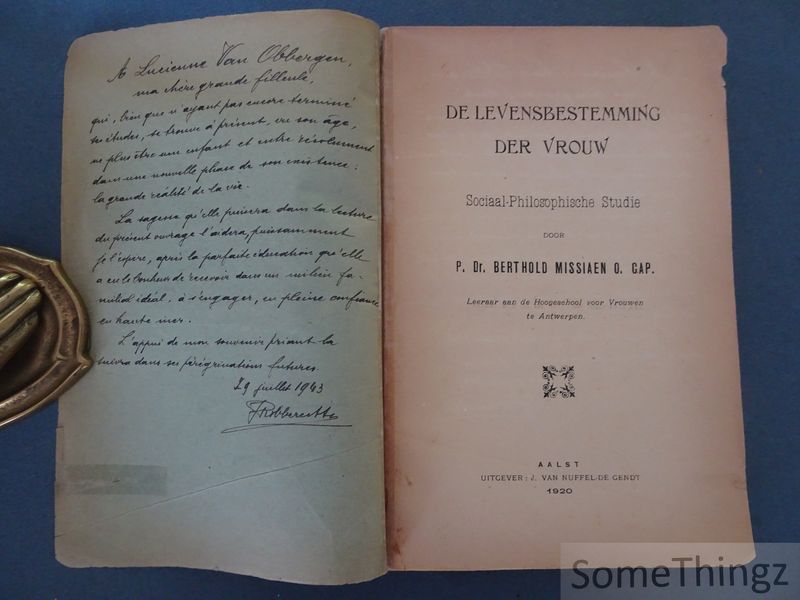 A Lucienne Van Obbergen,
ma chère grande filleule,
qui, bien que n'ayant pas encore terminé
ses études, se trouve à présent, vu son âge,
ne plus être une enfant et entre résolument
dans une nouvelle phase de son existence :
la grande réalité de la vie.
La sagesse qu'elle puisera dans la lecture
du présent ouvrage l'aidera, puissamment
je l'espère, après la parfaite éducation qu'elle
a eu le bonheur de recevoir dans un milieu fa-
milial idéal, à s'engager, en pleine confiance
en haute mer.
L'appui de mon souvenir priant la
suivra dans ses pérégrinations futures.
29 juillet 1943
DE LEVENSBESTEMMING
DER VROUW
Sociaal-Philosophische Studie
DOOR
P. Dr. BERTHOLD MISSIAEN O. CAP.
Leeraar aan de Hoogeschool voor Vrouwen
te Antwerpen.
AALST
UITGEVER : J. VAN NUFFEL-DE GENDT
1920
SomeThingz